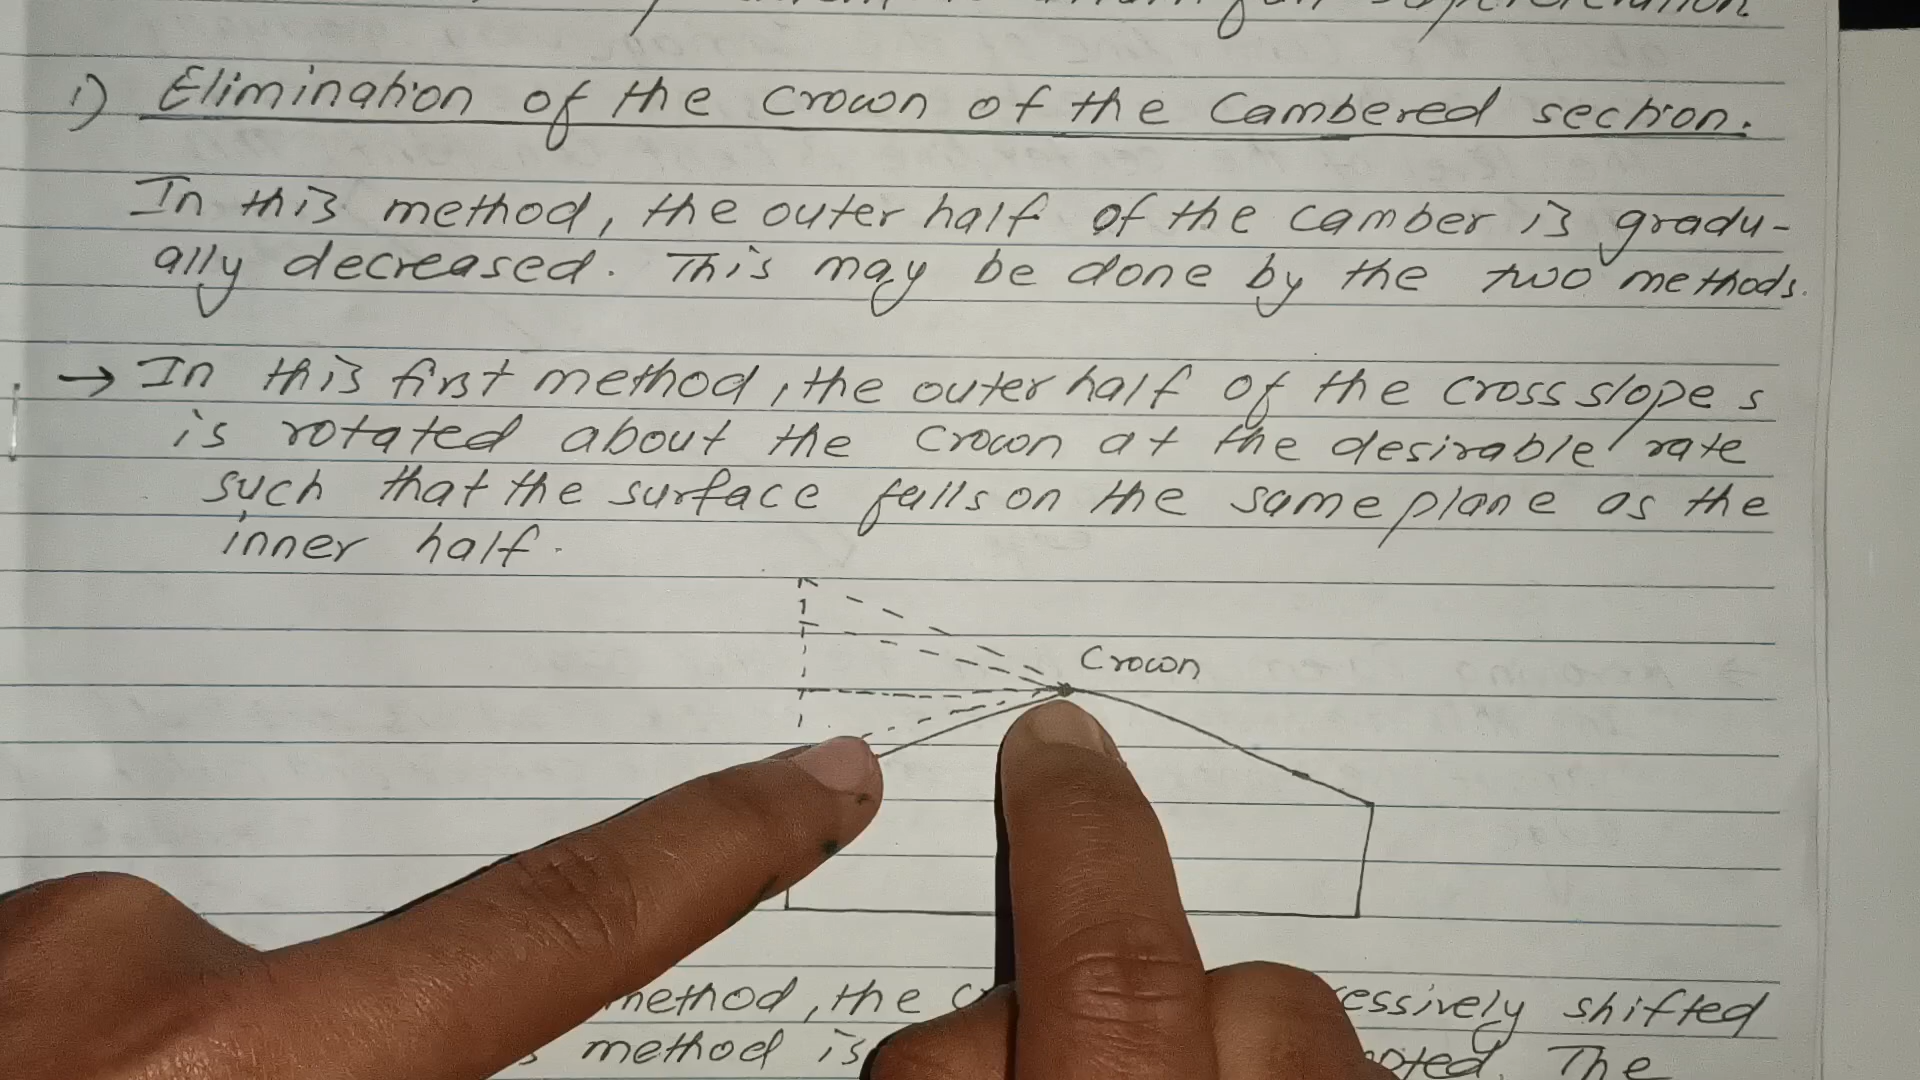 i) Elimination of the Crown of the Cambered section.
In this method, the outer half of the camber is gradu-
ally decreased. This may be done by the two methods.
→ In this first method, the outer half of the cross slopes
is rotated about the crown at the desirable rate
such that the surface falls on the same plane as the
inner half.
Crown
method, the
shifted
method is
The